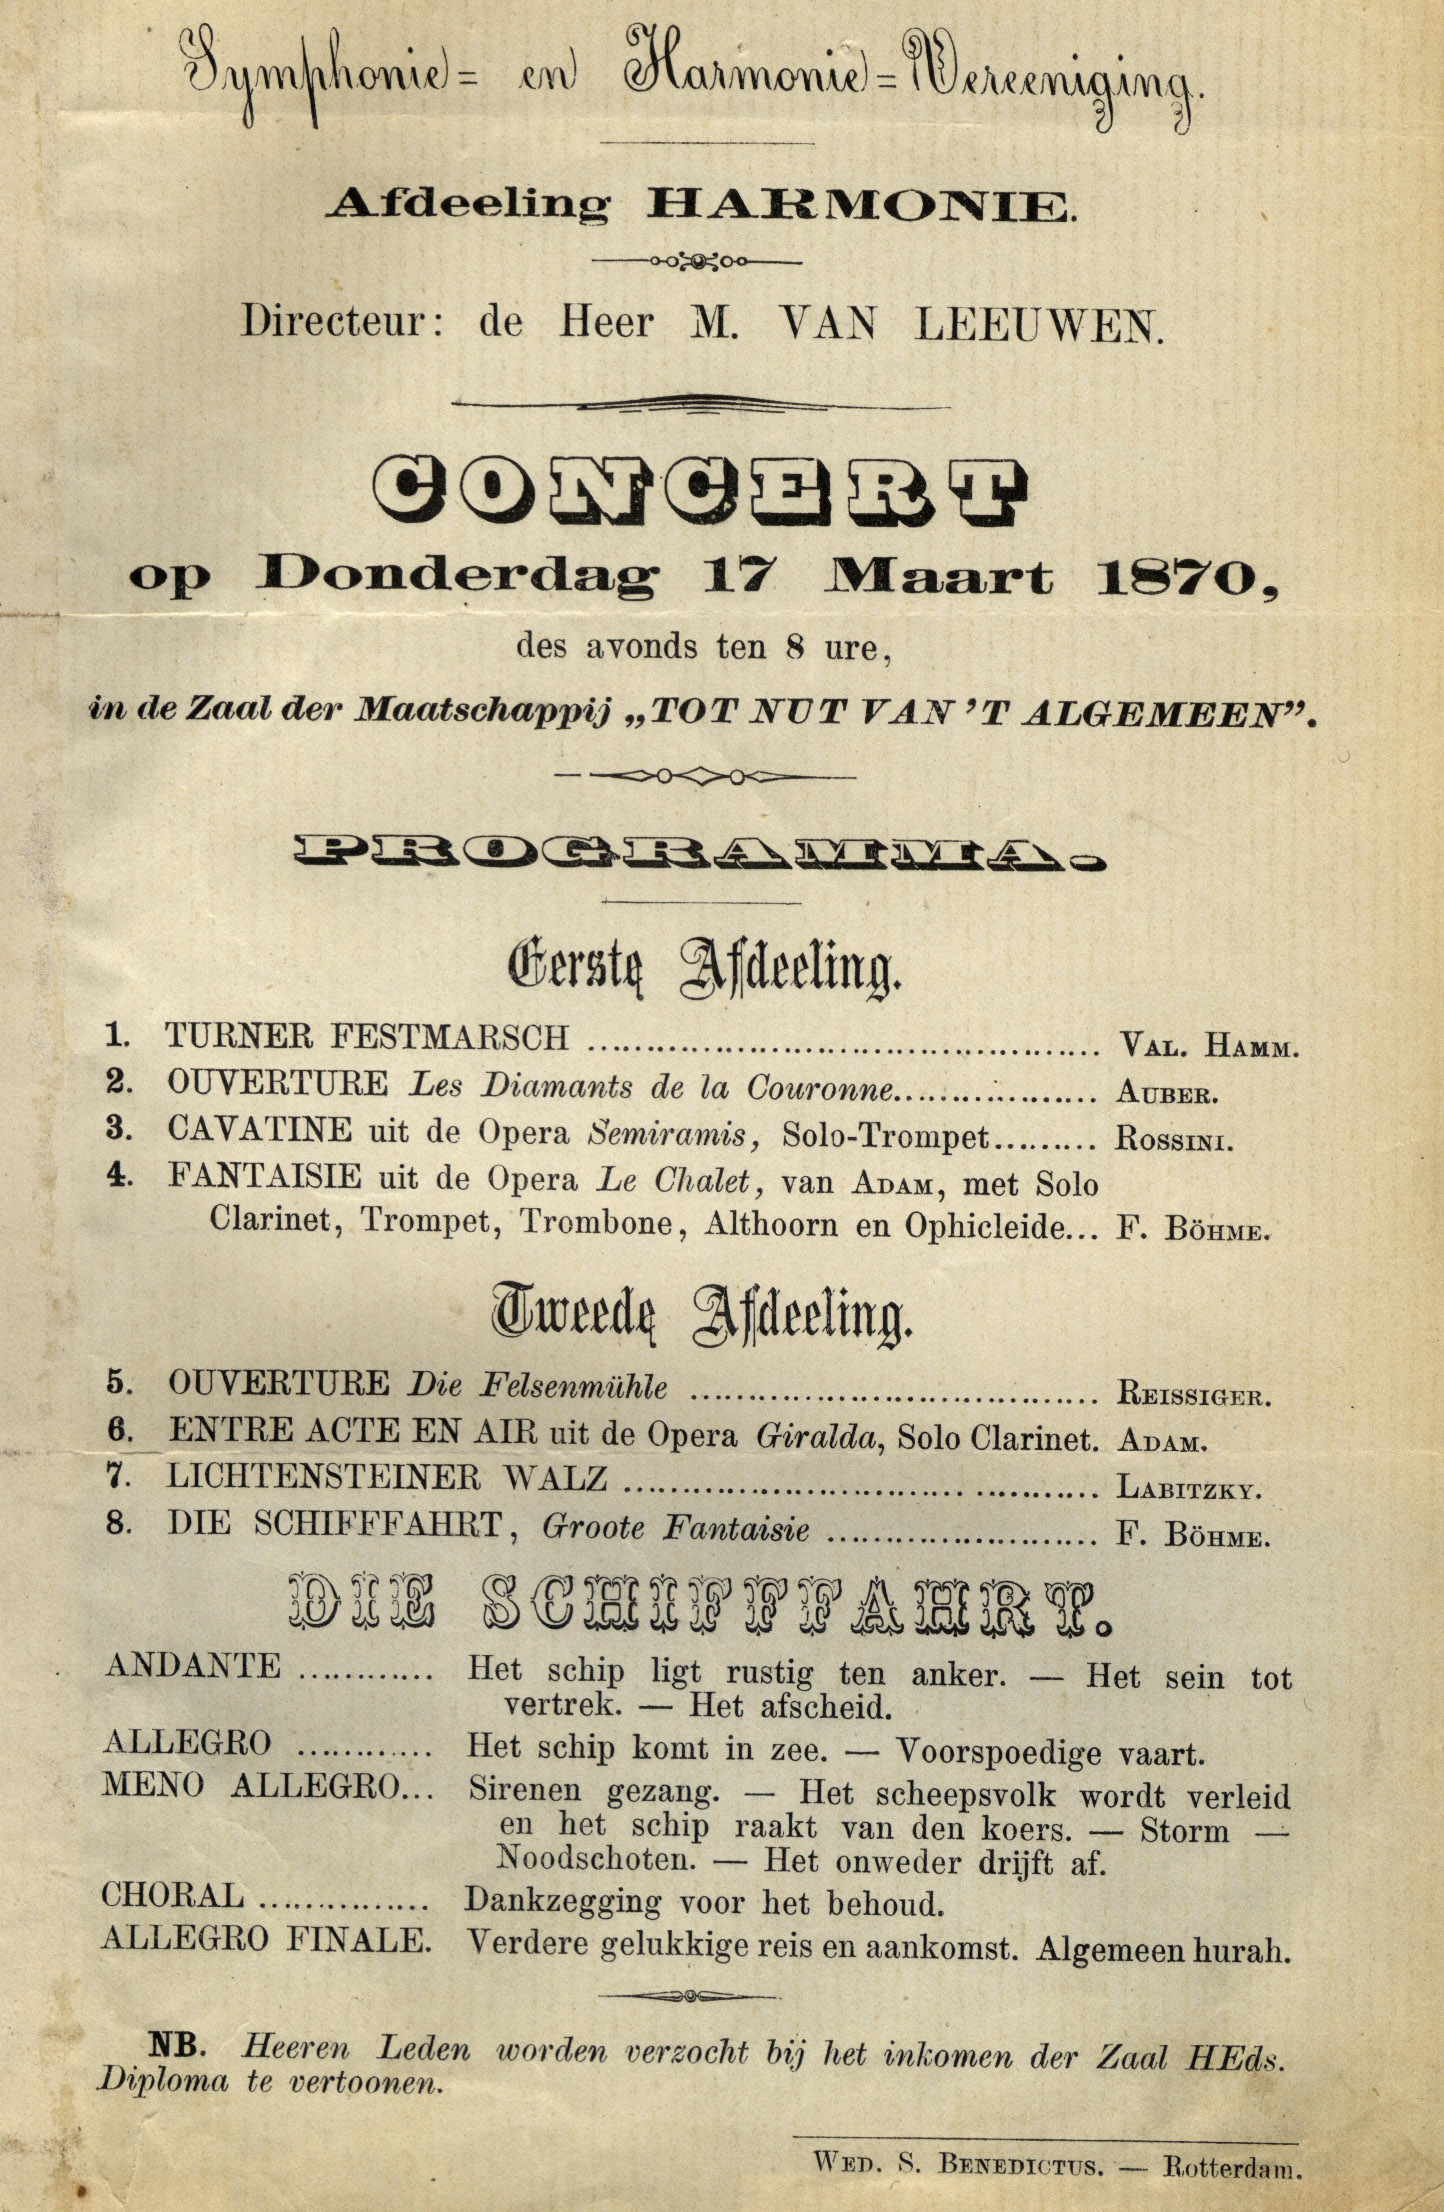 Symphonie= en Harmonie=Vereeniging.
Afdeeling HARMONIE.
Directeur: de Heer M. VAN LEEUWEN.
CONCERT
op Donderdag 17 Maart 1870,
des avonds ten 8 ure,
in de Zaal der Maatschappij „TOT NUT VAN 'T ALGEMEEN”.
PROGRAMMA.
Eerste Afdeeling.
1. TURNER FESTMARSCH ............................................ VAL. HAMM.
2. OUVERTURE Les Diamants de la Couronne.................. AUBER.
3. CAVATINE uit de Opera Semiramis, Solo-Trompet......... ROSSINI.
4. FANTAISIE uit de Opera Le Chalet, van ADAM, met Solo
Clarinet, Trompet, Trombone, Althoorn en Ophicleide... F. BÖHME.
Tweede Afdeeling.
5. OUVERTURE Die Felsenmühle ................................... REISSIGER.
6. ENTRE ACTE EN AIR uit de Opera Giralda, Solo Clarinet. ADAM.
7. LICHTENSTEINER WALZ ........................................ LABITZKY.
8. DIE SCHIFFFAHRT, Groote Fantaisie ....................... F. BÖHME.
DIE SCHIFFFAHRT.
ANDANTE ............ Het schip ligt rustig ten anker. — Het sein tot
vertrek. — Het afscheid.
ALLEGRO ............ Het schip komt in zee. — Voorspoedige vaart.
MENO ALLEGRO... Sirenen gezang. — Het scheepsvolk wordt verleid
en het schip raakt van den koers. — Storm —
Noodschoten. — Het onweder drijft af.
CHORAL ............... Dankzegging voor het behoud.
ALLEGRO FINALE. Verdere gelukkige reis en aankomst. Algemeen hurah.
NB. Heeren Leden worden verzocht bij het inkomen der Zaal HEds.
Diploma te vertoonen.
WED. S. BENEDICTUS. — Rotterdam.